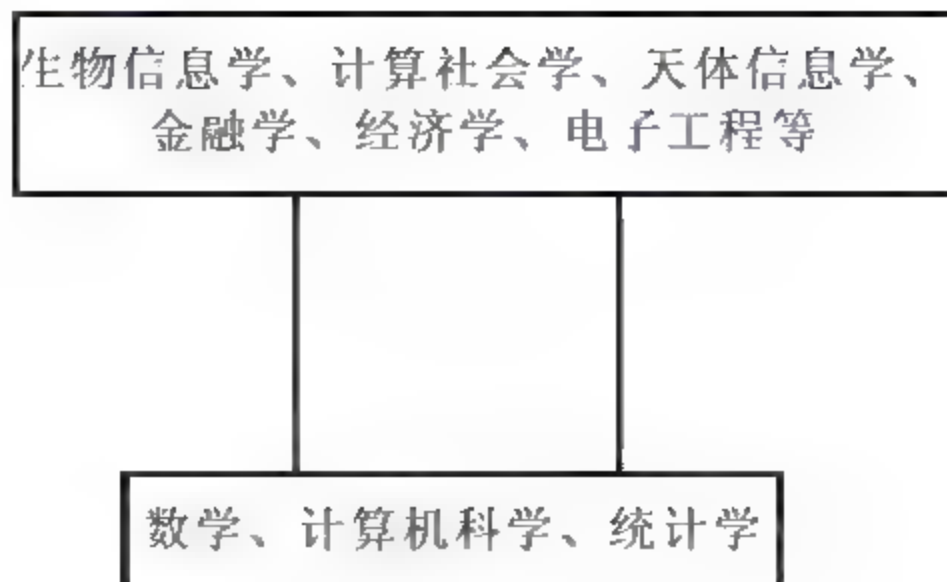 生物信息学、计算社会学、天体信息学、
金融学、经济学、电子工程等
数学、计算机科学、统计学